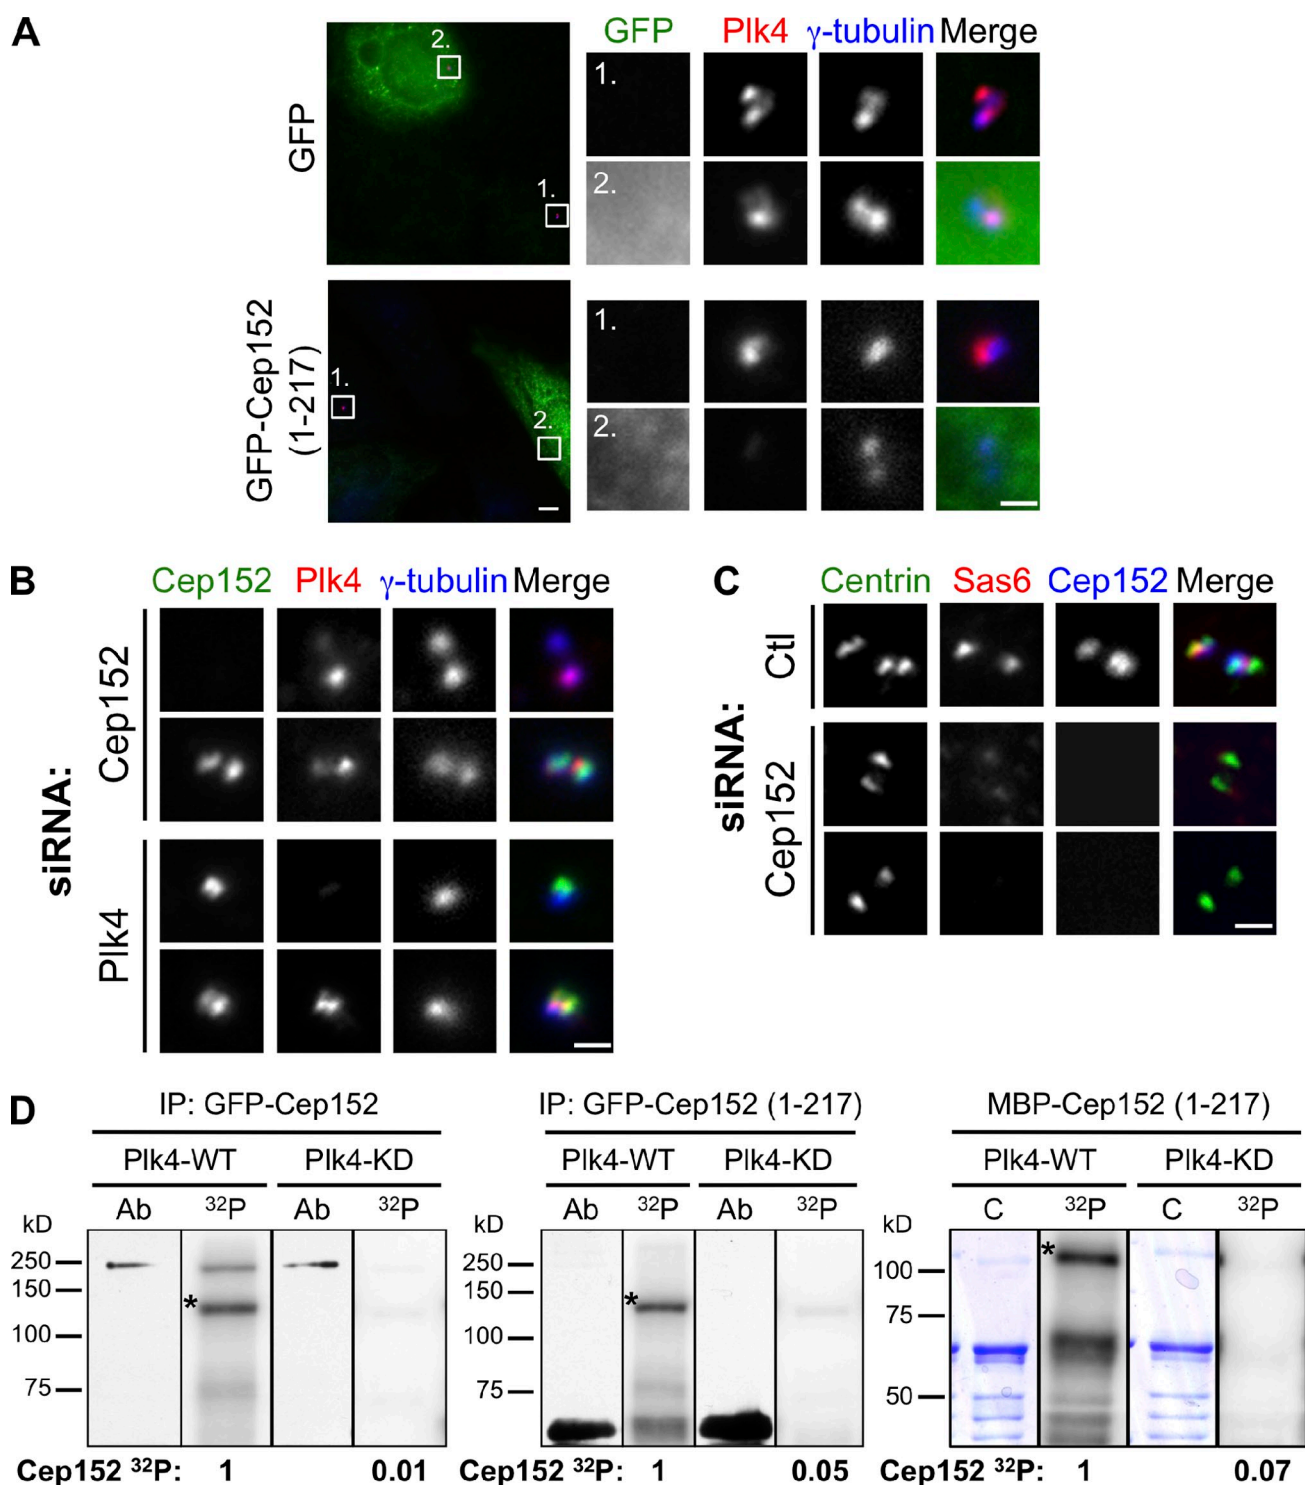 A
GFP Plk4 γ-tubulin Merge
GFP
2.
1.
1.
2.
GFP-Cep152
(1-217)
1.
2.
1.
2.
B
Cep152 Plk4 γ-tubulin Merge
siRNA:
Cep152
Plk4
C
Centrin Sas6 Cep152 Merge
siRNA:
Ctl
Cep152
D
IP: GFP-Cep152
Plk4-WT Plk4-KD
Ab ³²P Ab ³²P
kD
250
150
100
75
*
Cep152 ³²P: 1 0.01
IP: GFP-Cep152 (1-217)
Plk4-WT Plk4-KD
Ab ³²P Ab ³²P
kD
250
150
100
75
*
Cep152 ³²P: 1 0.05
MBP-Cep152 (1-217)
Plk4-WT Plk4-KD
C ³²P C ³²P
kD
100
75
50
*
Cep152 ³²P: 1 0.07